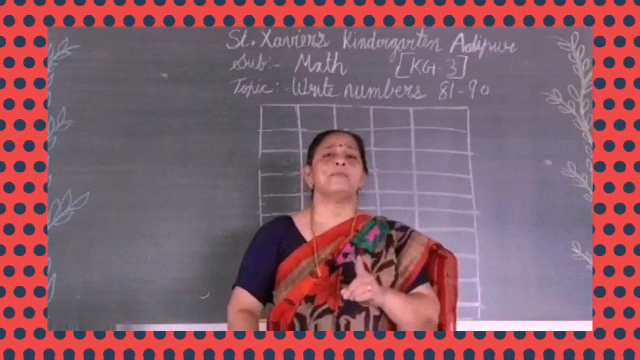 St. Xavier's Kindergarten Adipur
Sub:- Math [KG-3]
Topic:- Write numbers 81-90